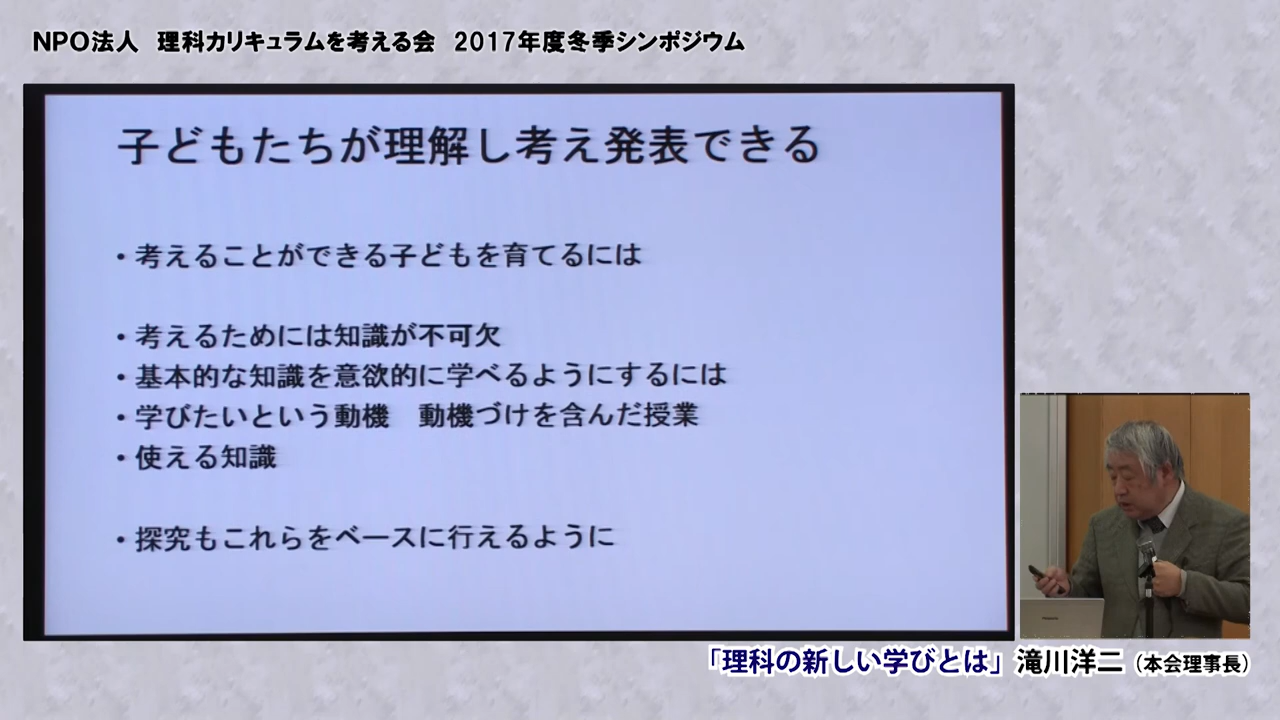 NPO法人　理科カリキュラムを考える会　2017年度冬季シンポジウム
子どもたちが理解し考え発表できる
・考えることができる子どもを育てるには
・考えるためには知識が不可欠
・基本的な知識を意欲的に学べるようにするには
・学びたいという動機　動機づけを含んだ授業
・使える知識
・探究もこれらをベースに行えるように
「理科の新しい学びとは」滝川洋二（本会理事長）